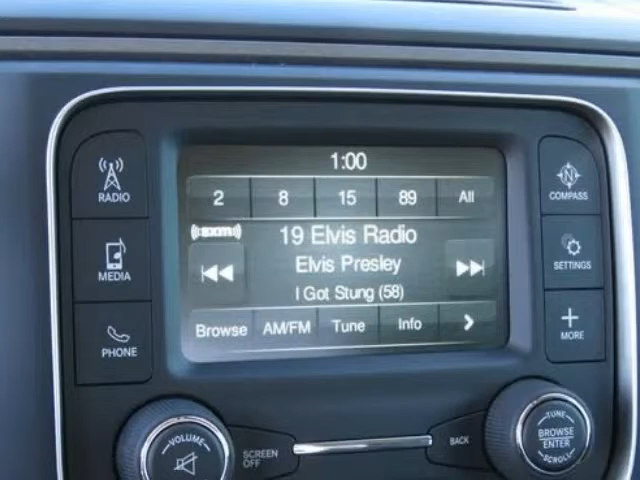 1:00
2 8 15 89 All
((sxm))
19 Elvis Radio
Elvis Presley
I Got Stung (58)
Browse AM/FM Tune Info
RADIO
MEDIA
PHONE
N
COMPASS
SETTINGS
MORE
VOLUME
SCREEN
OFF
BACK
TUNE
BROWSE
ENTER
SCROLL